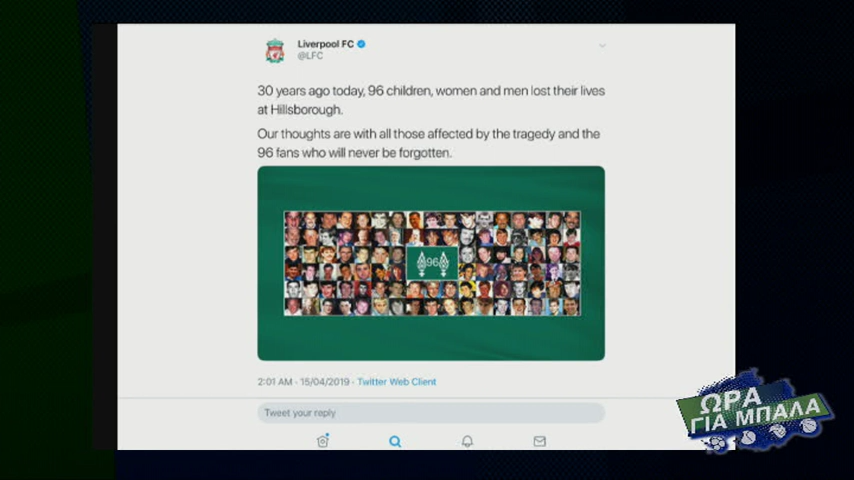 Liverpool FC
@LFC
30 years ago today, 96 children, women and men lost their lives
at Hillsborough.
Our thoughts are with all those affected by the tragedy and the
96 fans who will never be forgotten.
96
2:01 AM · 15/04/2019 · Twitter Web Client
Tweet your reply
ΩΡΑ
ΓΙΑ ΜΠΑΛΑ